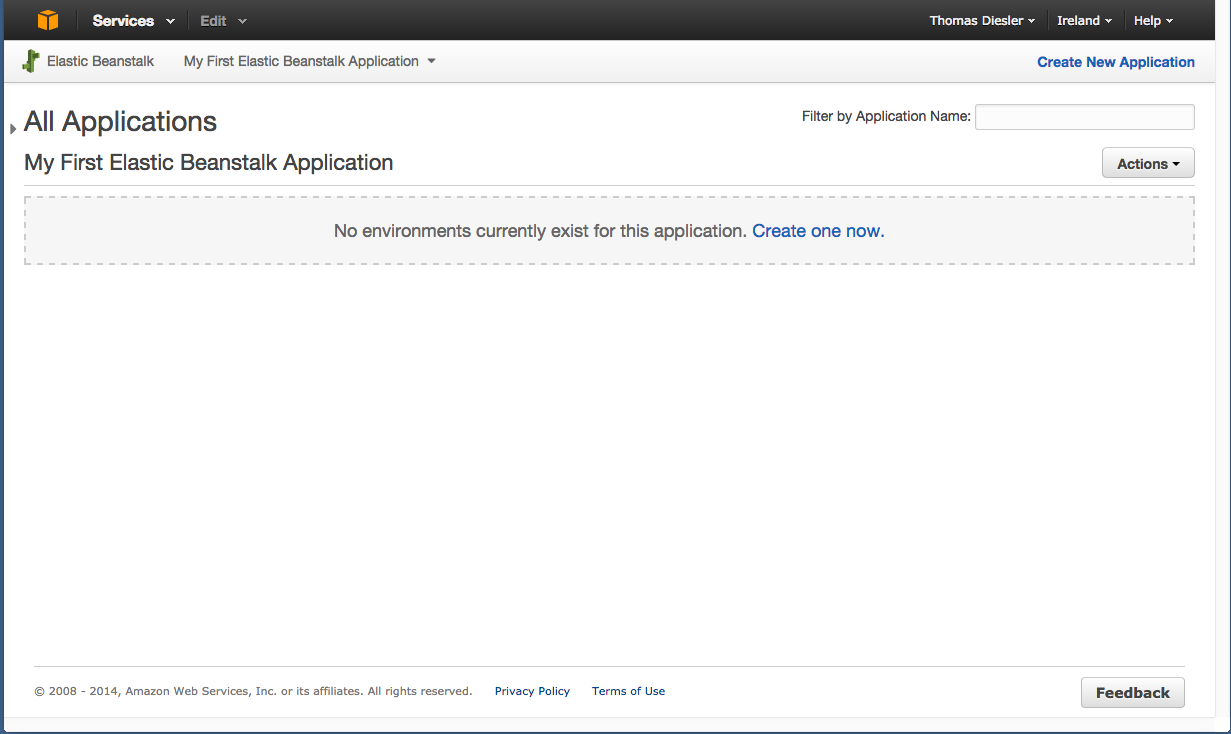 Services Edit Thomas Diesler Ireland Help
Elastic Beanstalk My First Elastic Beanstalk Application Create New Application
All Applications Filter by Application Name:
My First Elastic Beanstalk Application Actions
No environments currently exist for this application. Create one now.
© 2008 - 2014, Amazon Web Services, Inc. or its affiliates. All rights reserved. Privacy Policy Terms of Use Feedback